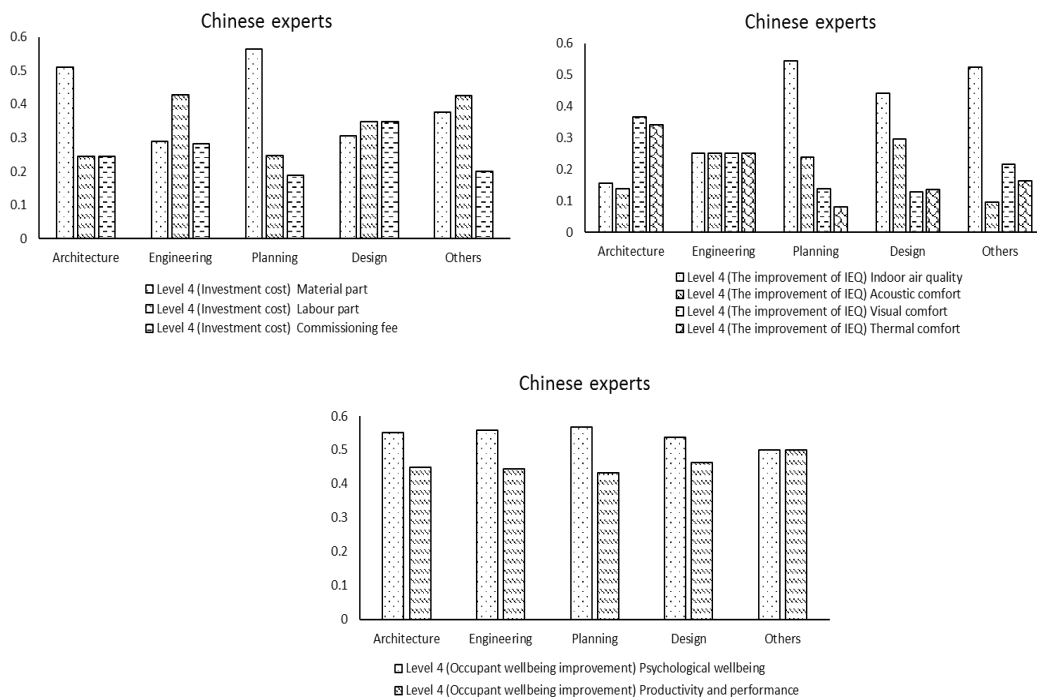 Chinese experts
0.6
0.5
0.4
0.3
0.2
0.1
0
Architecture Engineering Planning Design Others
Level 4 (Investment cost) Material part
Level 4 (Investment cost) Labour part
Level 4 (Investment cost) Commissioning fee
Chinese experts
0.6
0.5
0.4
0.3
0.2
0.1
0
Architecture Engineering Planning Design Others
Level 4 (The improvement of IEQ) Indoor air quality
Level 4 (The improvement of IEQ) Acoustic comfort
Level 4 (The improvement of IEQ) Visual comfort
Level 4 (The improvement of IEQ) Thermal comfort
Chinese experts
0.6
0.5
0.4
0.3
0.2
0.1
0
Architecture Engineering Planning Design Others
Level 4 (Occupant wellbeing improvement) Psychological wellbeing
Level 4 (Occupant wellbeing improvement) Productivity and performance